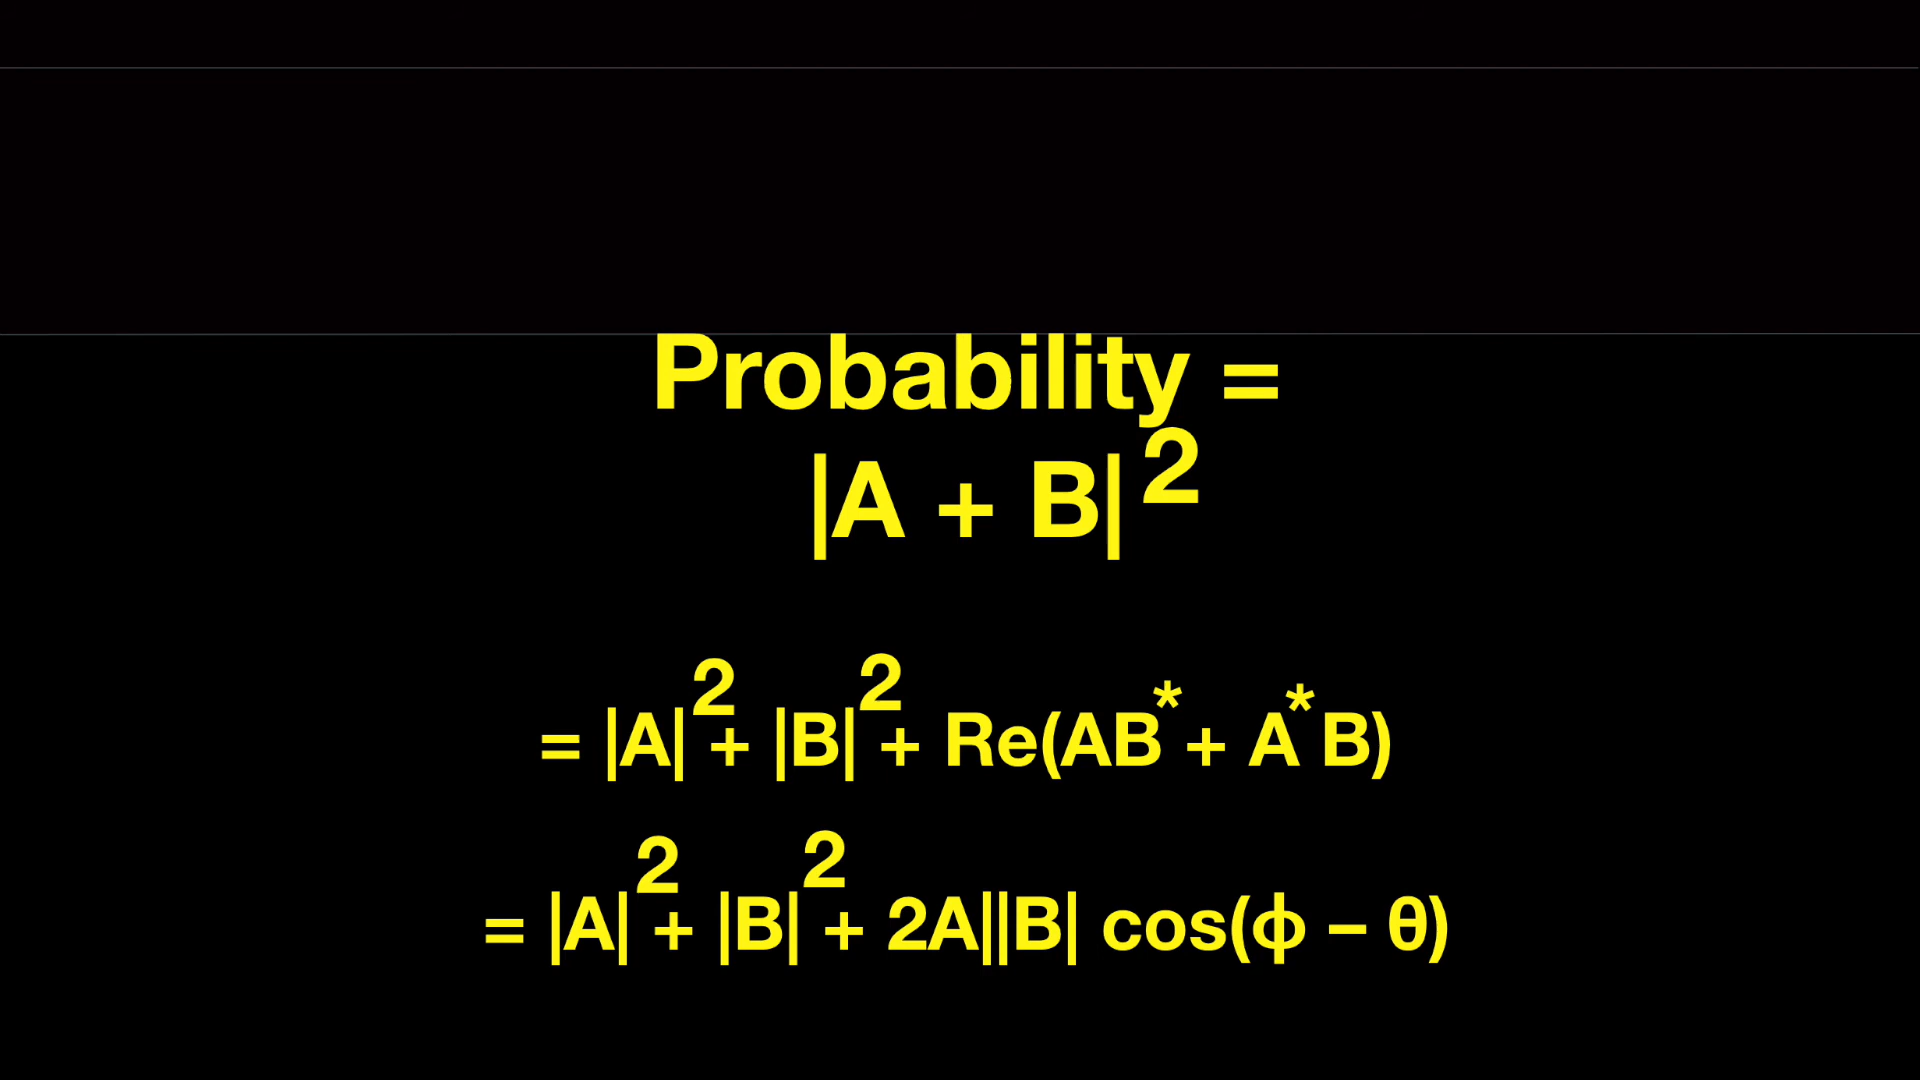 Probability =
|A + B|²
= |A|² + |B|² + Re(AB* + A*B)
= |A|² + |B|² + 2A||B| cos(ϕ − θ)